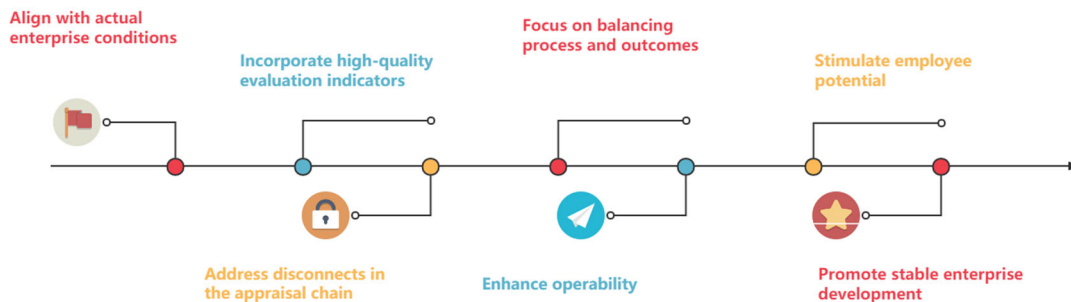 Align with actual
enterprise conditions
Incorporate high-quality
evaluation indicators
Address disconnects in
the appraisal chain
Focus on balancing
process and outcomes
Enhance operability
Stimulate employee
potential
Promote stable enterprise
development